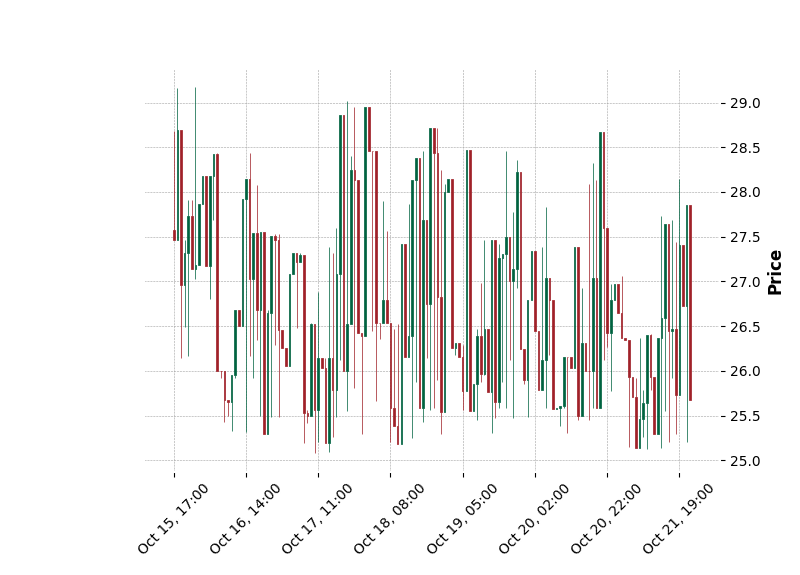 29.0
28.5
28.0
27.5
27.0
26.5
26.0
25.5
25.0
Price
Oct 15, 17:00
Oct 16, 14:00
Oct 17, 11:00
Oct 18, 08:00
Oct 19, 05:00
Oct 20, 02:00
Oct 20, 22:00
Oct 21, 19:00